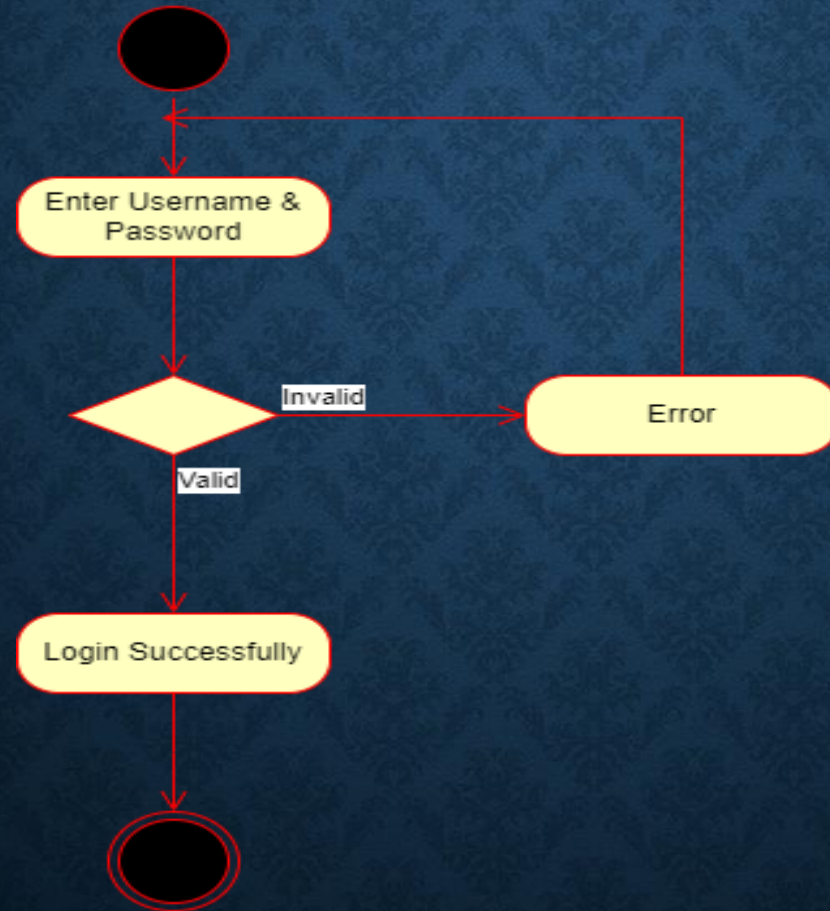 Enter Username &
Password
Invalid
Error
Valid
Login Successfully